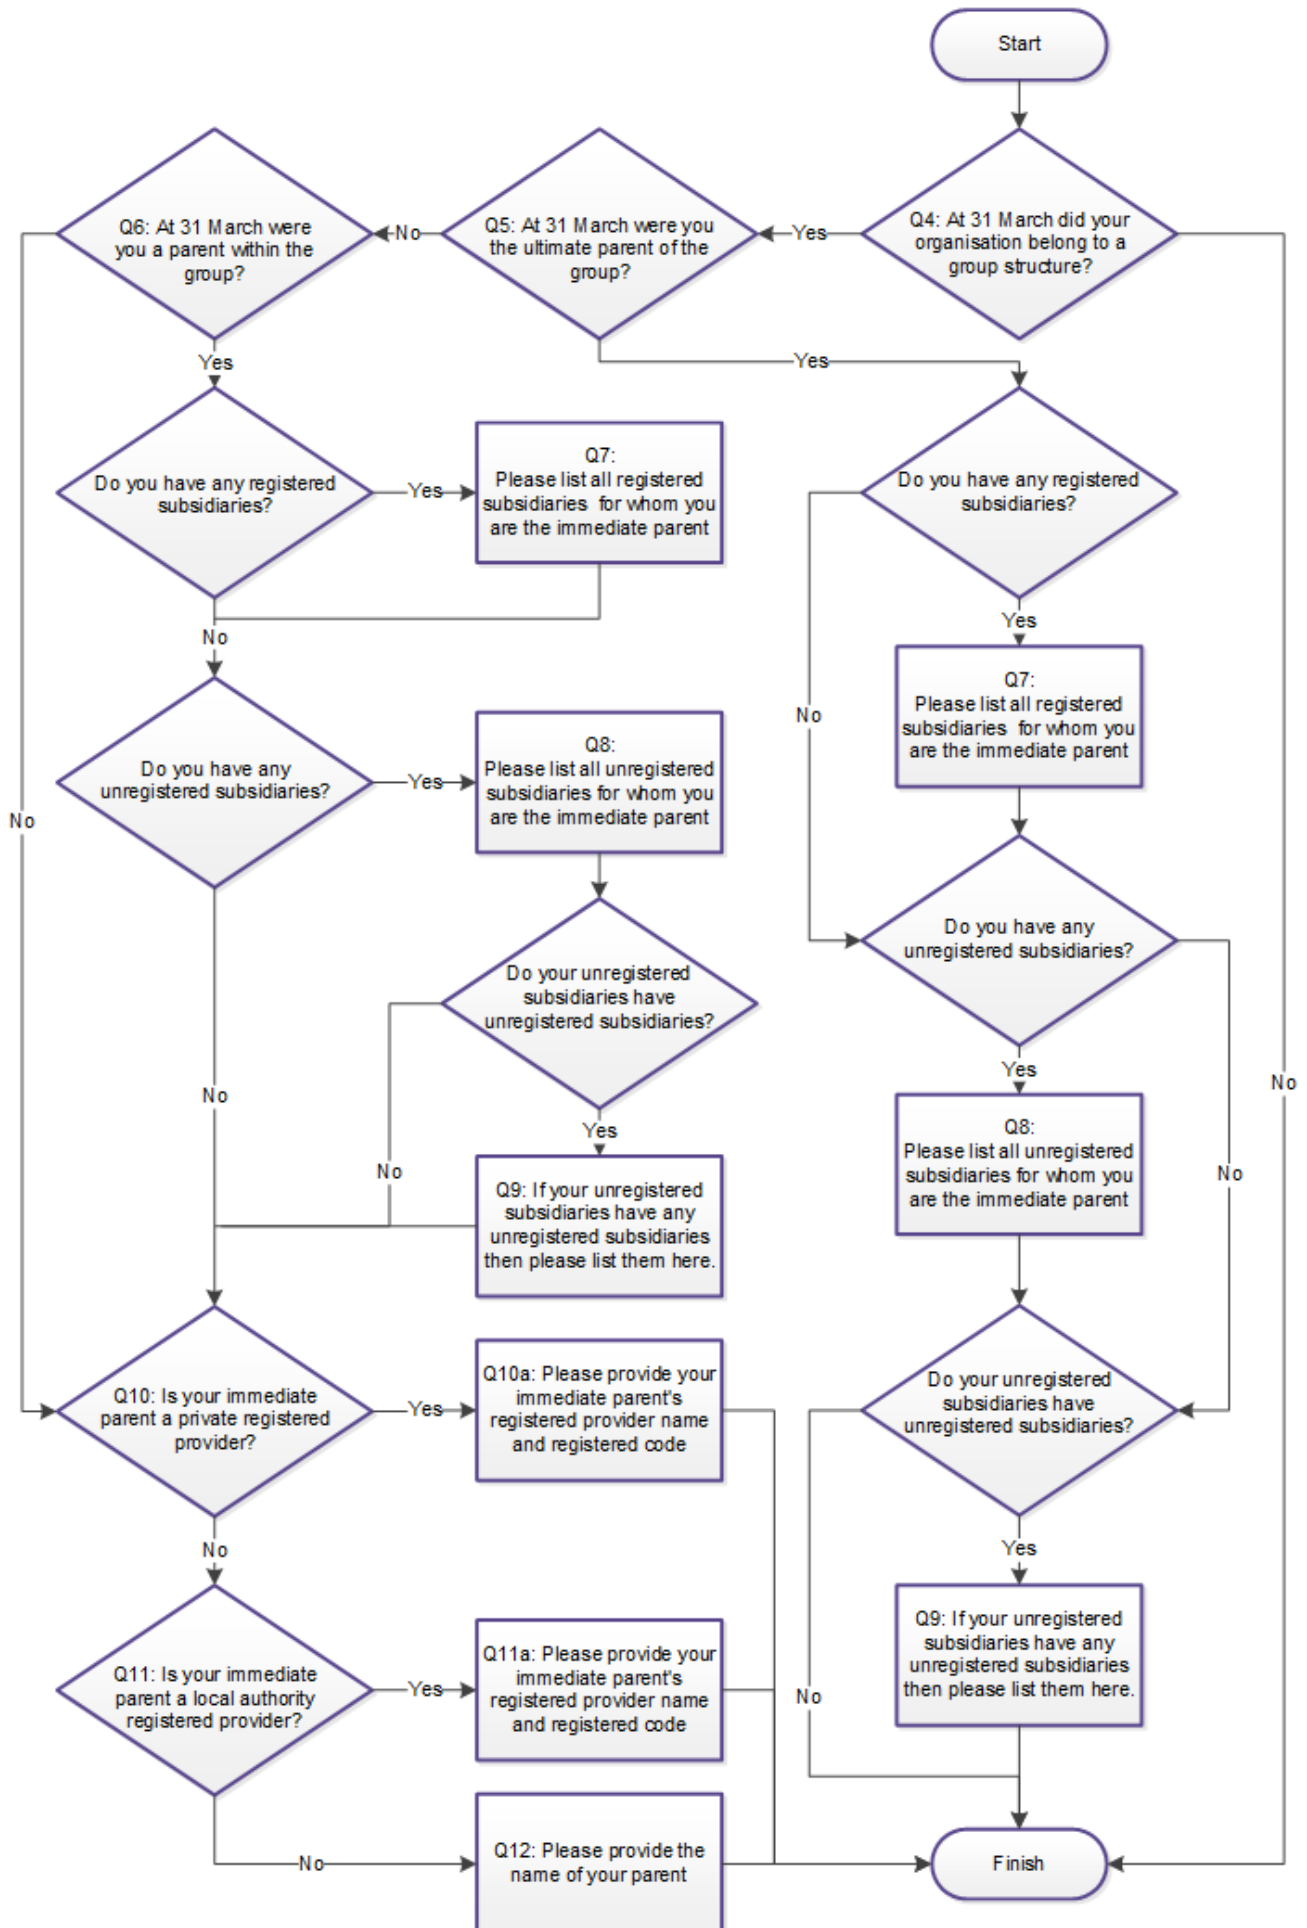 Start
Q4: At 31 March did your
organisation belong to a
group structure?
Yes
Q5: At 31 March were you
the ultimate parent of the
group?
No
Q6: At 31 March were
you a parent within the
group?
Yes
Yes
Do you have any registered
subsidiaries?
Yes
Q7:
Please list all registered
subsidiaries for whom you
are the immediate parent
No
Do you have any
unregistered subsidiaries?
Yes
Q8:
Please list all unregistered
subsidiaries for whom you
are the immediate parent
No
Do your unregistered
subsidiaries have
unregistered subsidiaries?
No
Yes
Q9: If your unregistered
subsidiaries have any
unregistered subsidiaries
then please list them here.
No
No
Q10: Is your immediate
parent a private registered
provider?
Yes
Q10a: Please provide your
immediate parent's
registered provider name
and registered code
No
Q11: Is your immediate
parent a local authority
registered provider?
Yes
Q11a: Please provide your
immediate parent's
registered provider name
and registered code
No
Q12: Please provide the
name of your parent
Do you have any registered
subsidiaries?
Yes
No
Q7:
Please list all registered
subsidiaries for whom you
are the immediate parent
Do you have any
unregistered subsidiaries?
Yes
No
Q8:
Please list all unregistered
subsidiaries for whom you
are the immediate parent
Do your unregistered
subsidiaries have
unregistered subsidiaries?
Yes
No
Q9: If your unregistered
subsidiaries have any
unregistered subsidiaries
then please list them here.
No
Finish